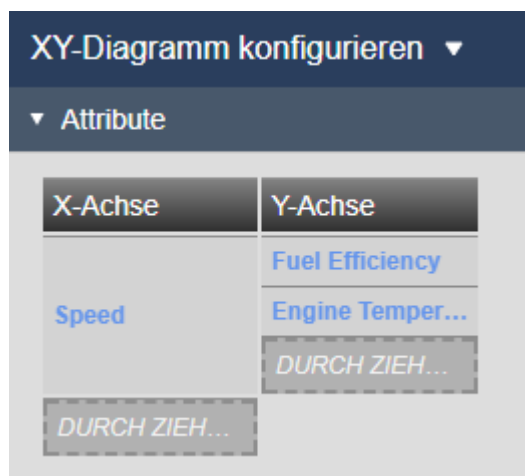 XY-Diagramm konfigurieren
Attribute
X-Achse
Y-Achse
Speed
Fuel Efficiency
Engine Temper...
DURCH ZIEH...
DURCH ZIEH...